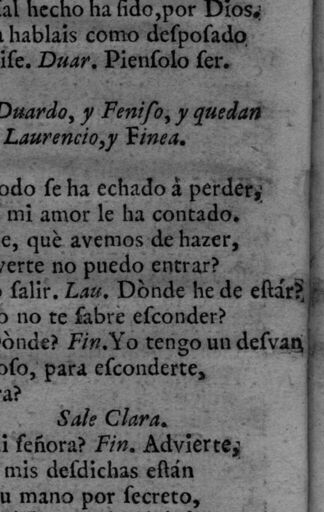 al hecho ha ſido,por Dios.
hablais como deſpoſado
iſe. Duar. Pienſolo ſer.
Duardo, y Feniſo, y quedan
Laurencio,y Finea.
odo ſe ha echado à perder,
mi amor le ha contado.
e, què avemos de hazer,
verte no puedo entrar?
ſalir. Lau. Dònde he de eſtár?
o no te ſabrè eſconder?
Dònde? Fin.Yo tengo un deſvan
oſo, para eſconderte,
ra?
Sale Clara.
i ſeñora? Fin. Advierte,
mis deſdichas eſtán
u mano por ſecreto,